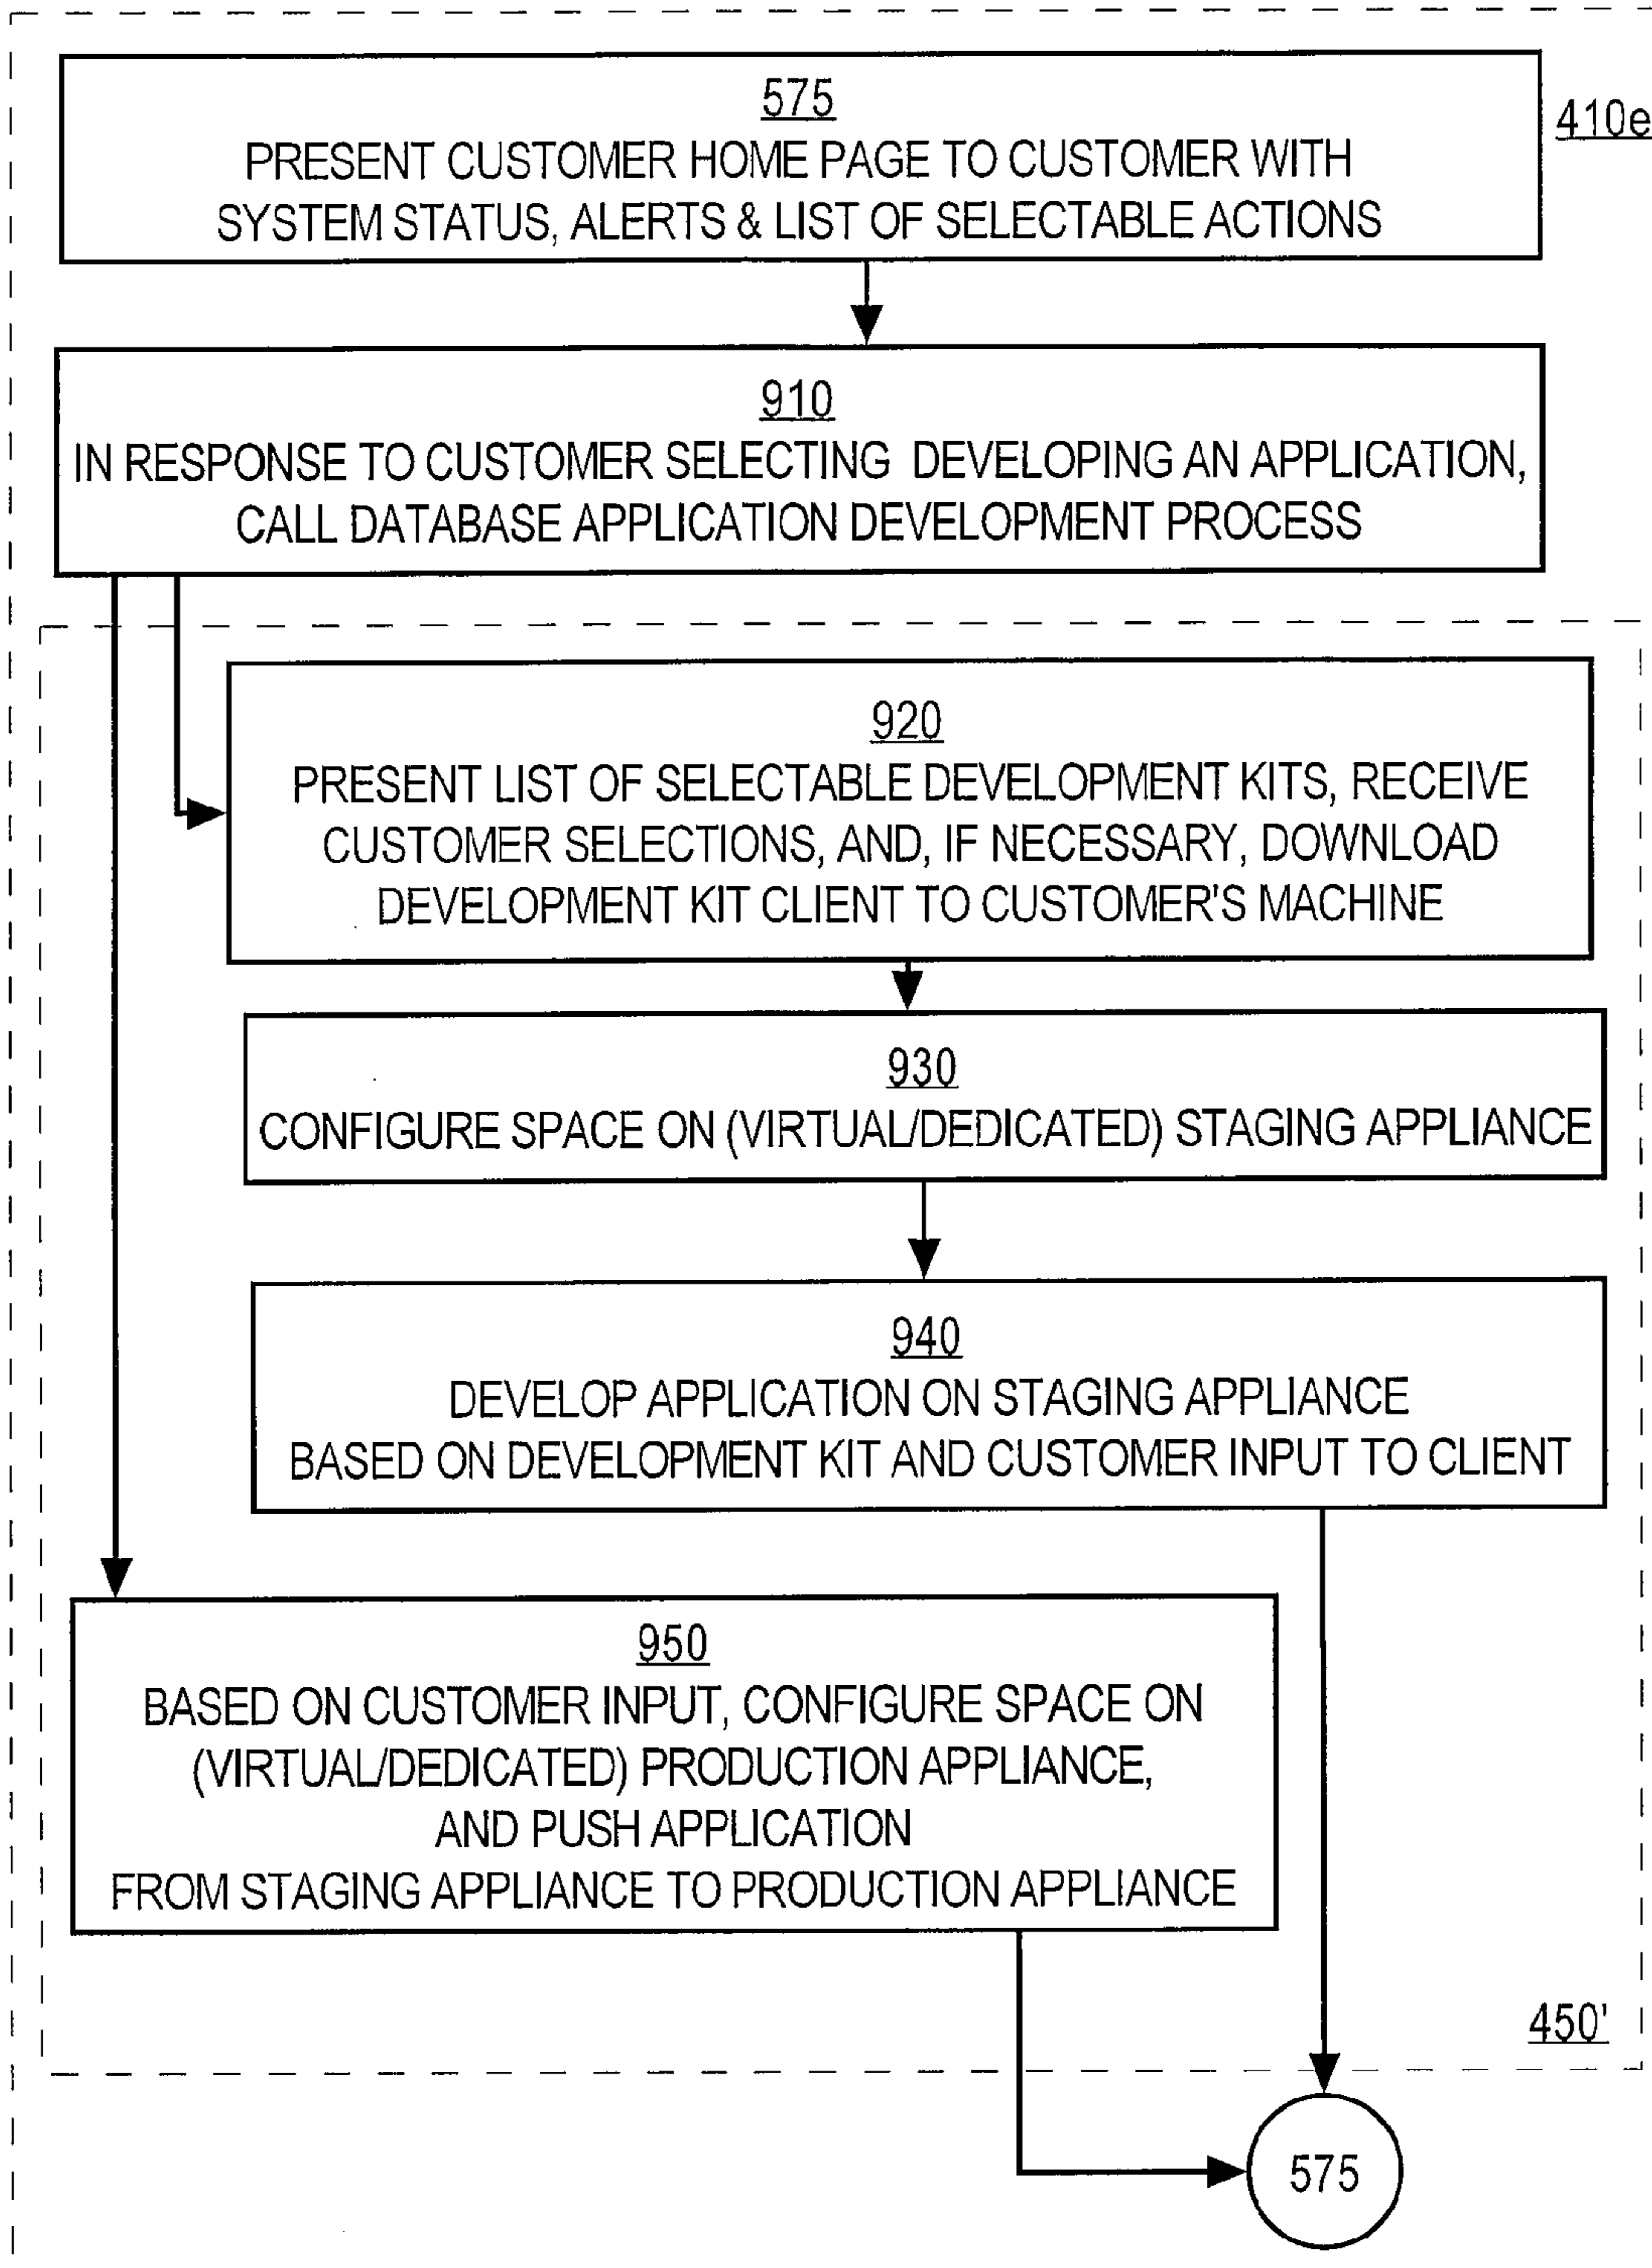 575
PRESENT CUSTOMER HOME PAGE TO CUSTOMER WITH
SYSTEM STATUS, ALERTS & LIST OF SELECTABLE ACTIONS
410e
910
IN RESPONSE TO CUSTOMER SELECTING DEVELOPING AN APPLICATION,
CALL DATABASE APPLICATION DEVELOPMENT PROCESS
920
PRESENT LIST OF SELECTABLE DEVELOPMENT KITS, RECEIVE
CUSTOMER SELECTIONS, AND, IF NECESSARY, DOWNLOAD
DEVELOPMENT KIT CLIENT TO CUSTOMER'S MACHINE
930
CONFIGURE SPACE ON (VIRTUAL/DEDICATED) STAGING APPLIANCE
940
DEVELOP APPLICATION ON STAGING APPLIANCE
BASED ON DEVELOPMENT KIT AND CUSTOMER INPUT TO CLIENT
950
BASED ON CUSTOMER INPUT, CONFIGURE SPACE ON
(VIRTUAL/DEDICATED) PRODUCTION APPLIANCE,
AND PUSH APPLICATION
FROM STAGING APPLIANCE TO PRODUCTION APPLIANCE
450'
575